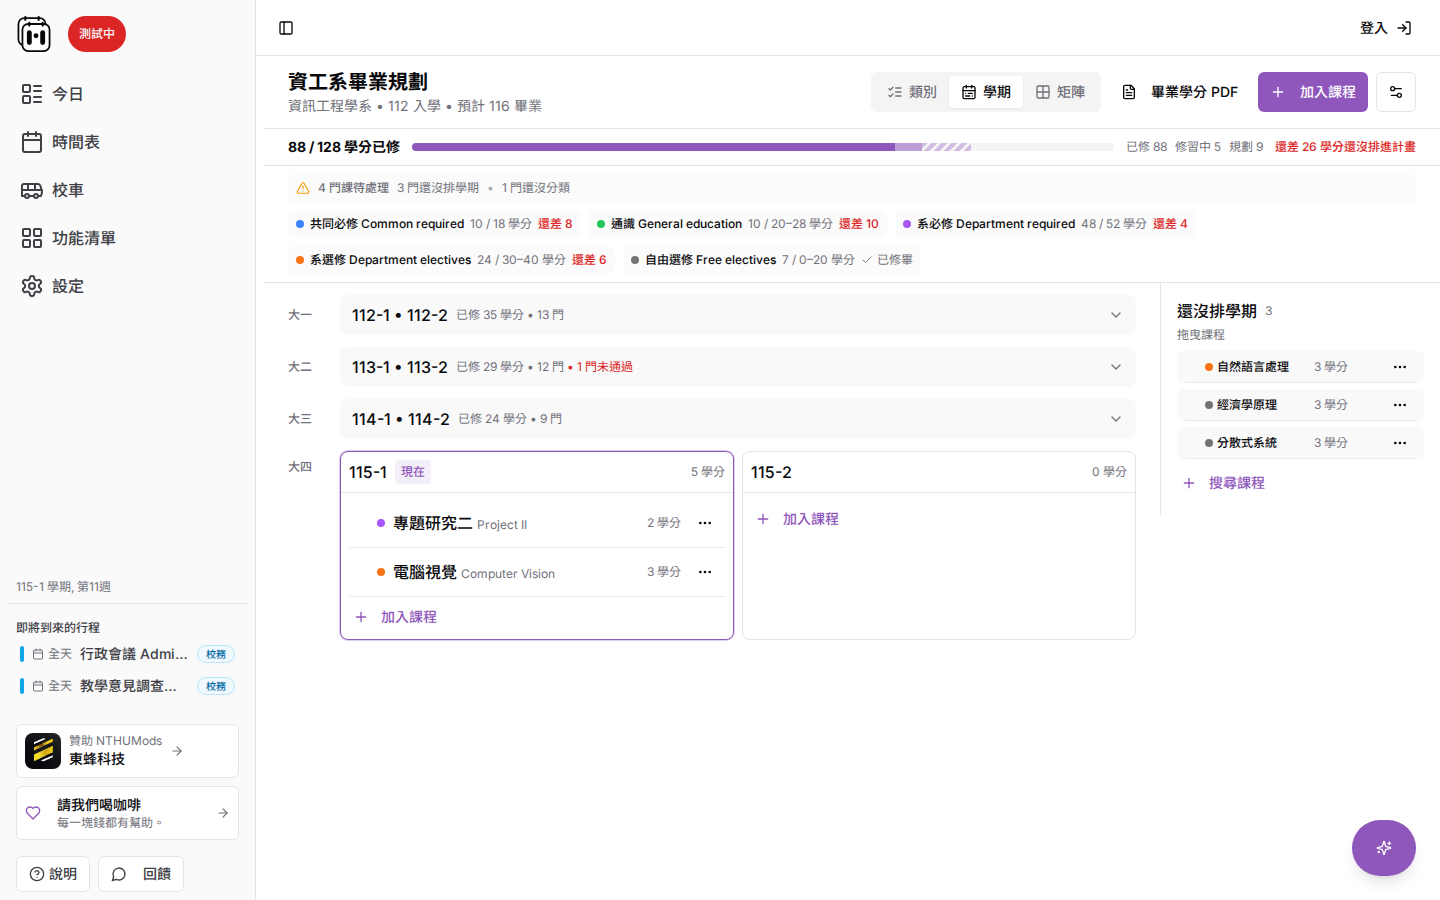 測試中
今日
時間表
校車
功能清單
設定
115-1 學期, 第11週
即將到來的行程
全天 行政會議 Admi... 校務
全天 教學意見調查... 校務
贊助 NTHUMods
東蜂科技
請我們喝咖啡
每一塊錢都有幫助。
說明 回饋
登入
資工系畢業規劃
資訊工程學系 • 112 入學 • 預計 116 畢業
類別 學期 矩陣 畢業學分 PDF 加入課程
88 / 128 學分已修 已修 88 修習中 5 規劃 9 還差 26 學分還沒排進計畫
4 門課待處理 3 門還沒排學期 • 1 門還沒分類
共同必修 Common required 10 / 18 學分 還差 8 通識 General education 10 / 20–28 學分 還差 10 系必修 Department required 48 / 52 學分 還差 4
系選修 Department electives 24 / 30–40 學分 還差 6 自由選修 Free electives 7 / 0–20 學分 已修畢
大一 112-1 • 112-2 已修 35 學分 • 13 門
大二 113-1 • 113-2 已修 29 學分 • 12 門 • 1 門未通過
大三 114-1 • 114-2 已修 24 學分 • 9 門
大四 115-1 現在 5 學分
專題研究二 Project II 2 學分
電腦視覺 Computer Vision 3 學分
加入課程
115-2 0 學分
加入課程
還沒排學期 3
拖曳課程
自然語言處理 3 學分
經濟學原理 3 學分
分散式系統 3 學分
搜尋課程